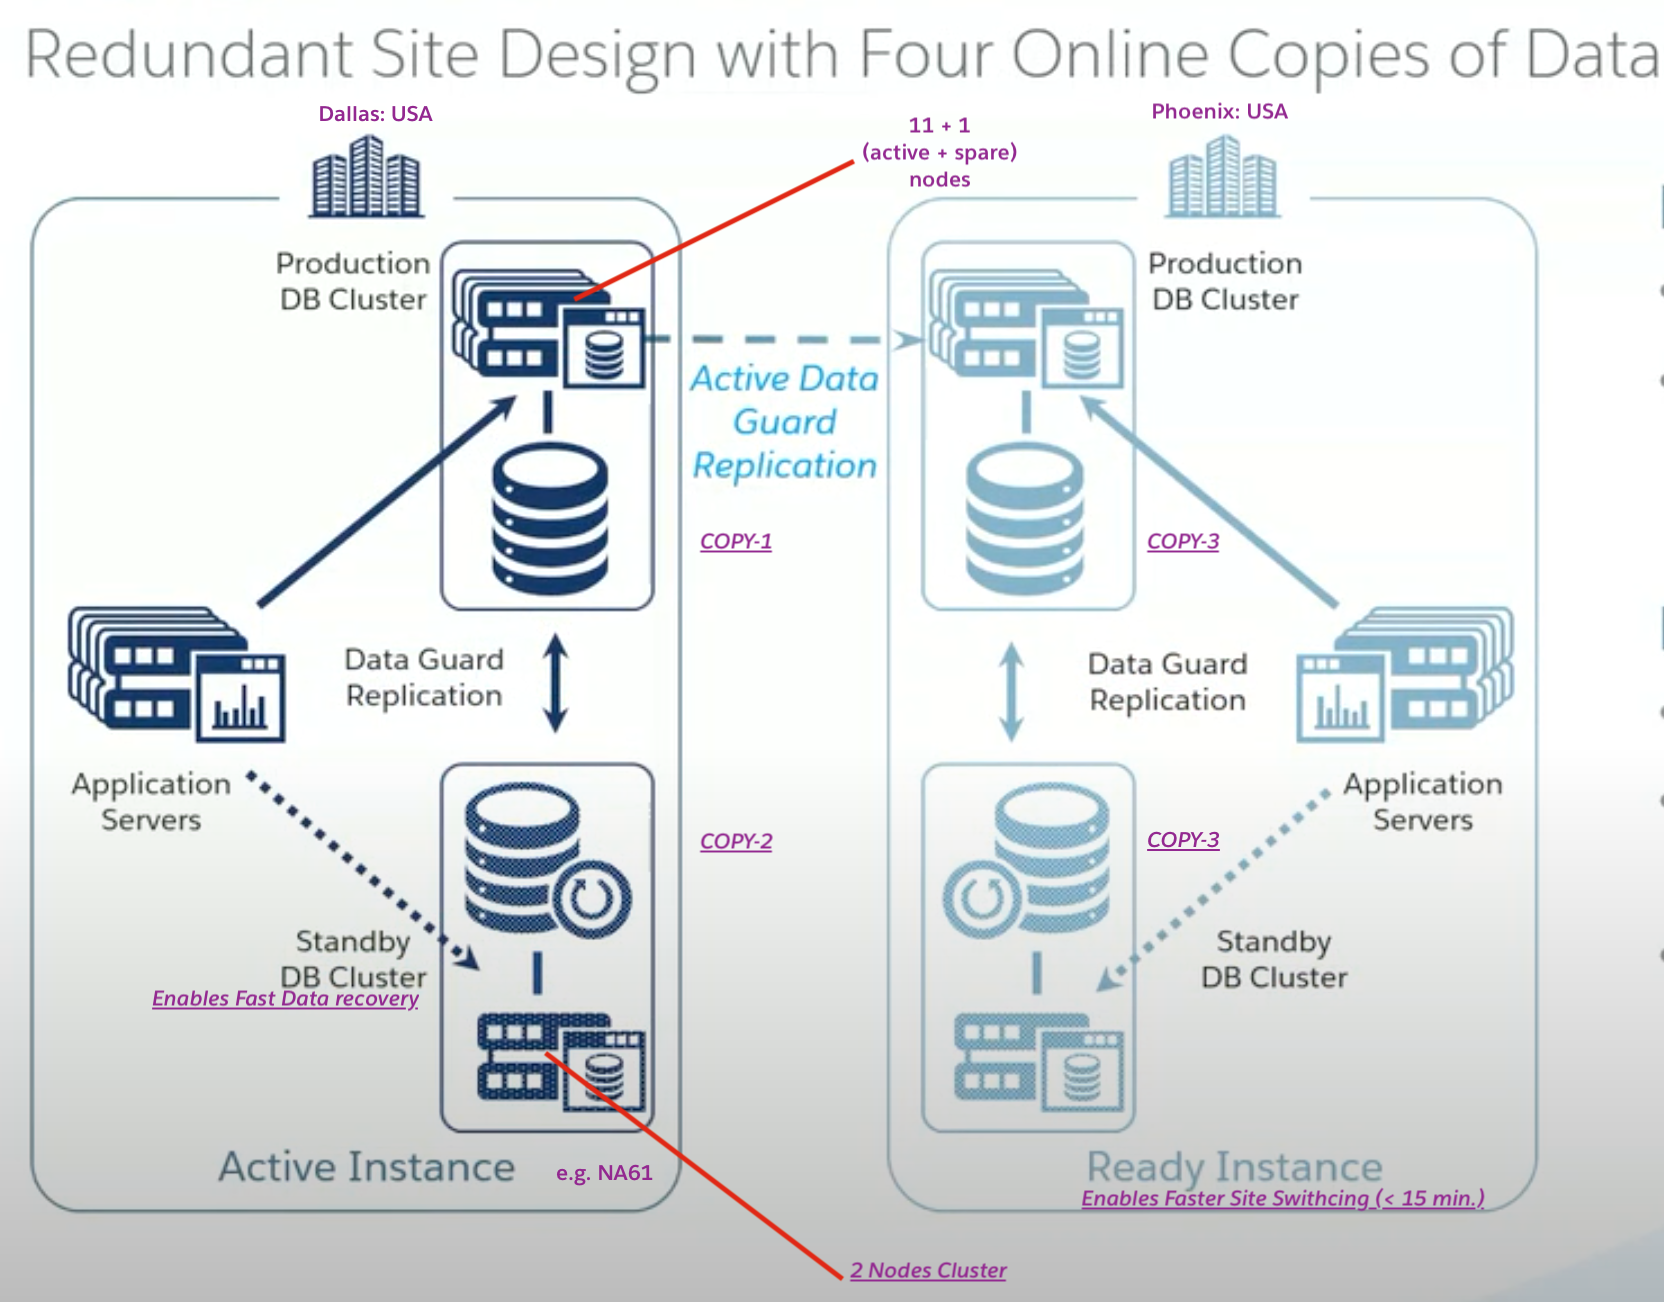 Redundant Site Design with Four Online Copies of Data
Dallas: USA
Phoenix: USA
11 + 1
(active + spare)
nodes
Production
DB Cluster
Production
DB Cluster
Active Data
Guard
Replication
COPY-1
COPY-3
Data Guard
Replication
Data Guard
Replication
Application
Servers
Application
Servers
COPY-2
COPY-3
Standby
DB Cluster
Enables Fast Data recovery
Standby
DB Cluster
Active Instance
e.g. NA61
Ready Instance
Enables Faster Site Swithcing (< 15 min.)
2 Nodes Cluster